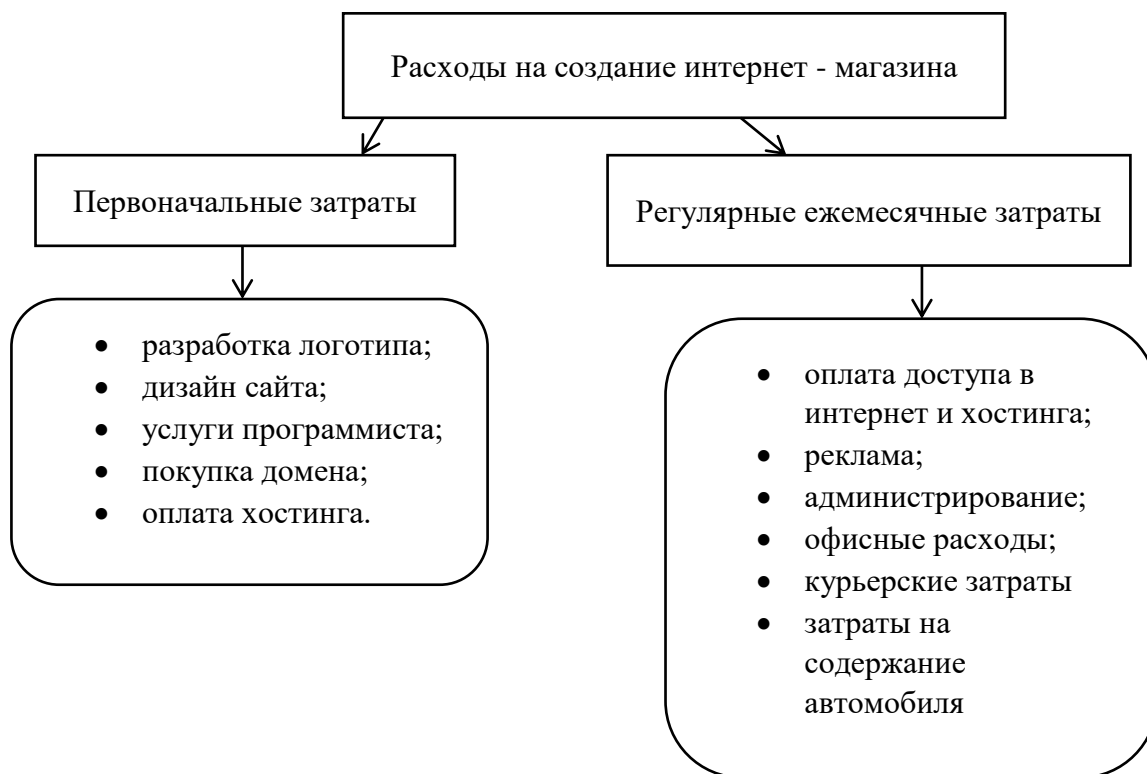 Расходы на создание интернет - магазина
Первоначальные затраты
Регулярные ежемесячные затраты
• разработка логотипа;
• дизайн сайта;
• услуги программиста;
• покупка домена;
• оплата хостинга.
• оплата доступа в
интернет и хостинга;
• реклама;
• администрирование;
• офисные расходы;
• курьерские затраты
• затраты на
содержание
автомобиля